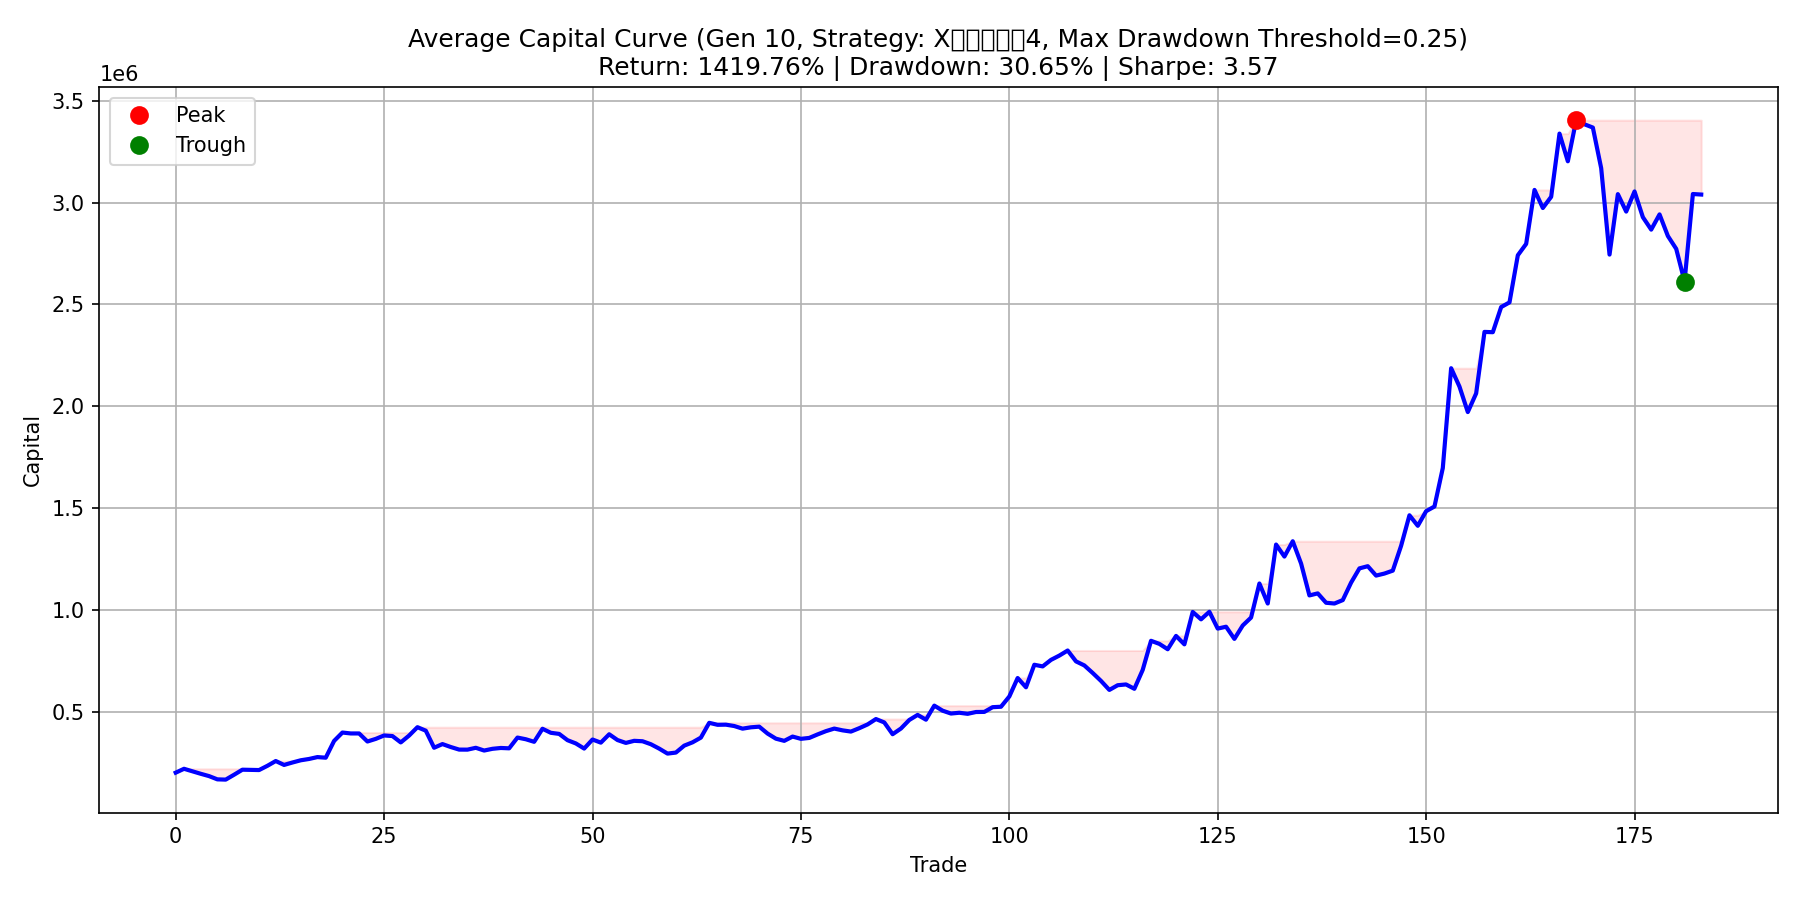 Average Capital Curve (Gen 10, Strategy: X□□□□□4, Max Drawdown Threshold=0.25)
Return: 1419.76% | Drawdown: 30.65% | Sharpe: 3.57
1e6
Peak
Trough
3.5
3.0
2.5
2.0
1.5
1.0
0.5
Capital
0 25 50 75 100 125 150 175
Trade